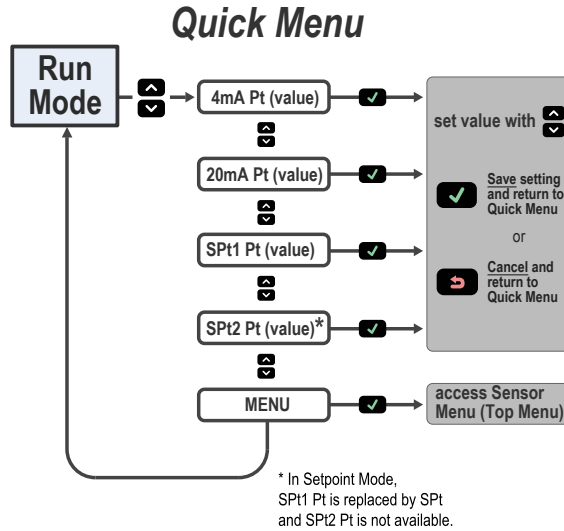 Quick Menu
Run
Mode
4mA Pt (value)
20mA Pt (value)
SPt1 Pt (value)
SPt2 Pt (value)*
MENU
set value with
Save setting
and return to
Quick Menu
or
Cancel and
return to
Quick Menu
access Sensor
Menu (Top Menu)
* In Setpoint Mode,
SPt1 Pt is replaced by SPt
and SPt2 Pt is not available.